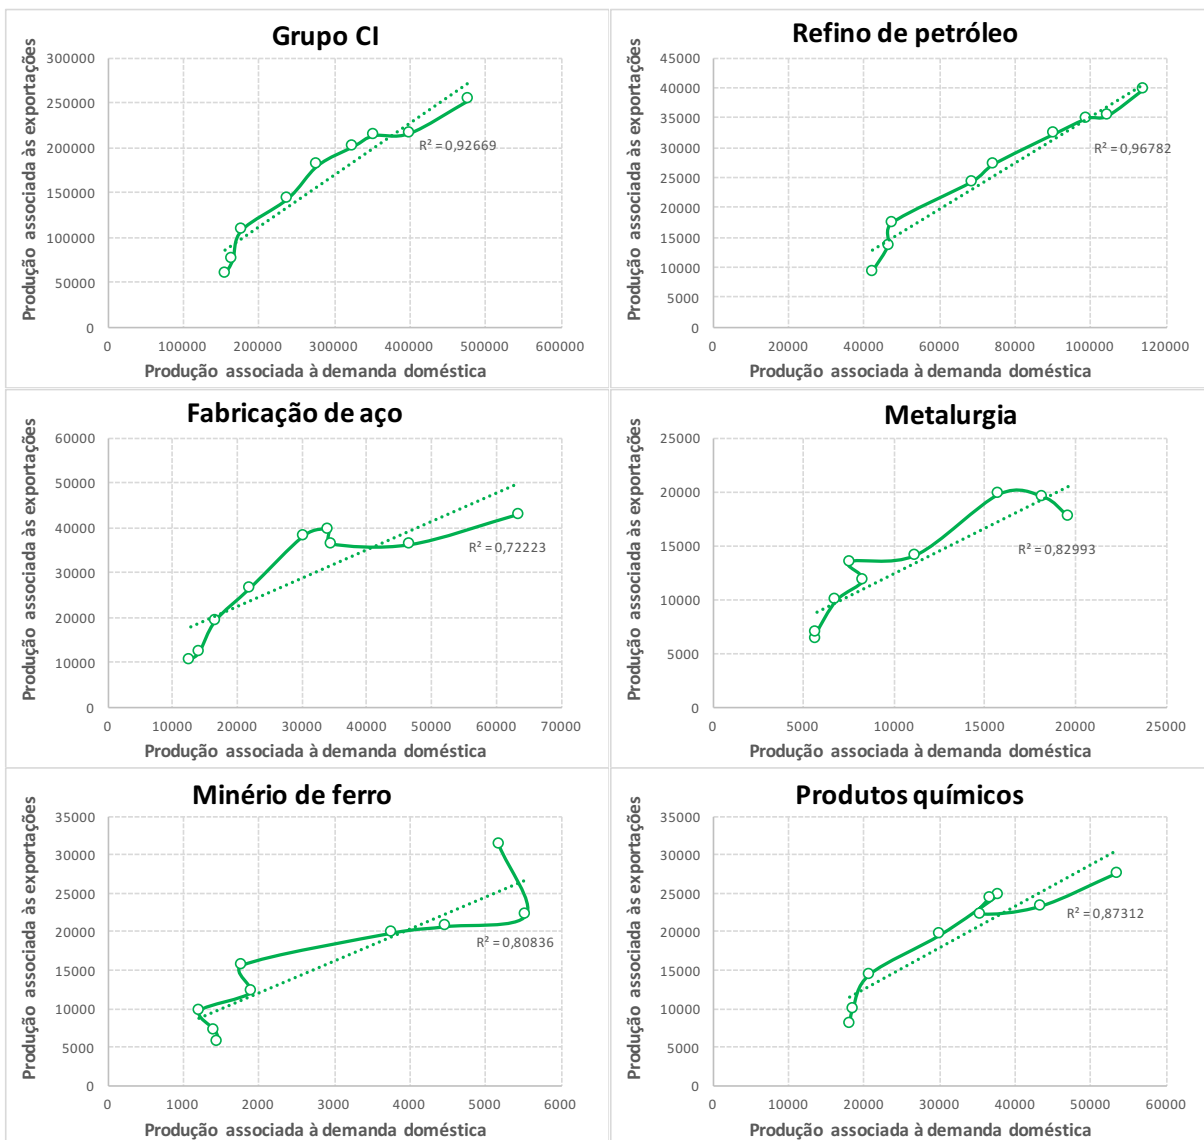 Grupo CI
Produção associada às exportações
300000
250000
200000
150000
100000
50000
0
R² = 0,92669
0 100000 200000 300000 400000 500000 600000
Produção associada à demanda doméstica
Refino de petróleo
Produção associada às exportações
45000
40000
35000
30000
25000
20000
15000
10000
5000
0
R² = 0,96782
0 20000 40000 60000 80000 100000 120000
Produção associada à demanda doméstica
Fabricação de aço
Produção associada às exportações
60000
50000
40000
30000
20000
10000
0
R² = 0,72223
0 10000 20000 30000 40000 50000 60000 70000
Produção associada à demanda doméstica
Metalurgia
Produção associada às exportações
25000
20000
15000
10000
5000
0
R² = 0,82993
0 5000 10000 15000 20000 25000
Produção associada à demanda doméstica
Minério de ferro
Produção associada às exportações
35000
30000
25000
20000
15000
10000
5000
0
R² = 0,80836
0 1000 2000 3000 4000 5000 6000
Produção associada à demanda doméstica
Produtos químicos
Produção associada às exportações
35000
30000
25000
20000
15000
10000
5000
0
R² = 0,87312
0 10000 20000 30000 40000 50000 60000
Produção associada à demanda doméstica